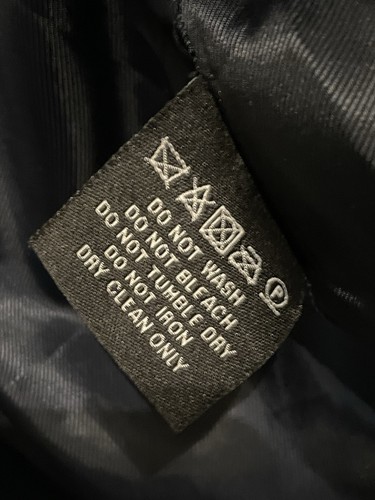 P
DO NOT WASH
DO NOT BLEACH
DO NOT TUMBLE DRY
DO NOT IRON
DRY CLEAN ONLY